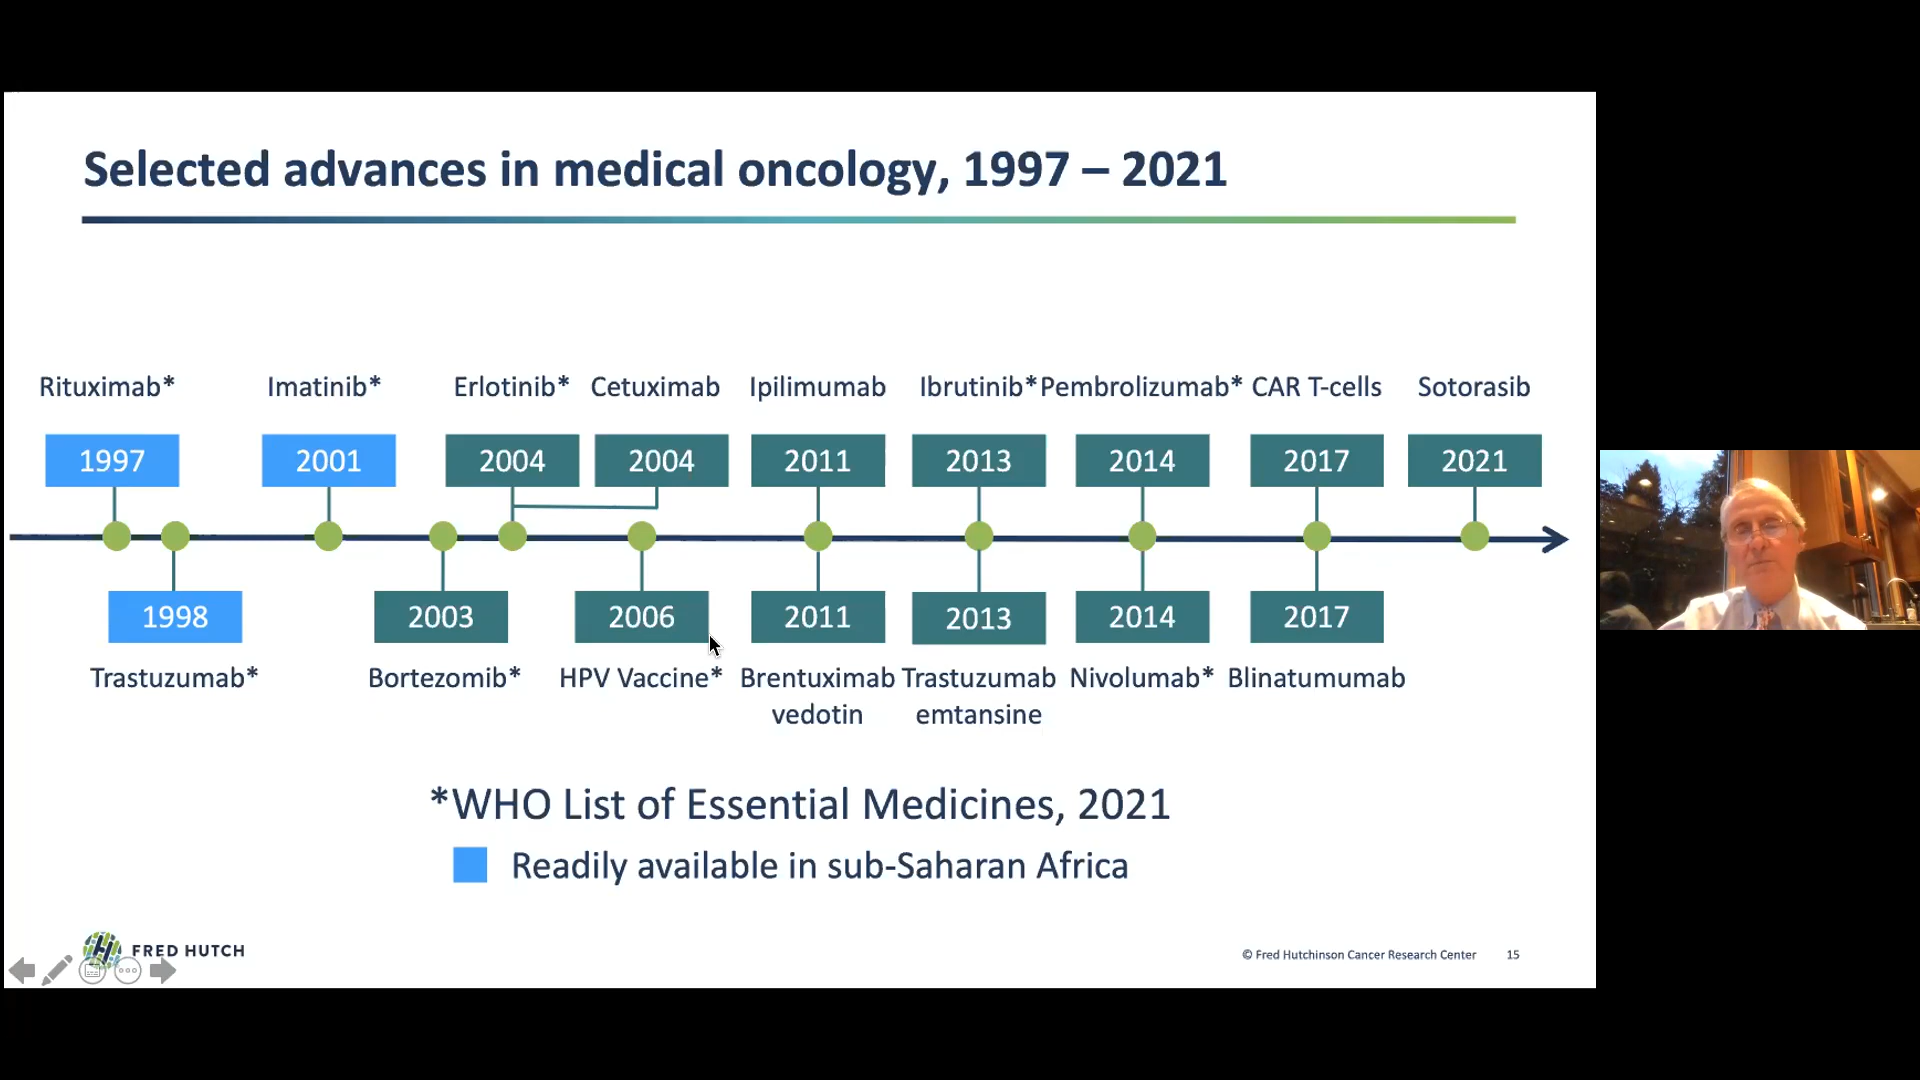 Selected advances in medical oncology, 1997 – 2021
Rituximab* Imatinib* Erlotinib* Cetuximab Ipilimumab Ibrutinib* Pembrolizumab* CAR T-cells Sotorasib
1997 2001 2004 2004 2011 2013 2014 2017 2021
1998 2003 2006 2011 2013 2014 2017
Trastuzumab* Bortezomib* HPV Vaccine* Brentuximab Trastuzumab Nivolumab* Blinatumumab
vedotin emtansine
*WHO List of Essential Medicines, 2021
Readily available in sub-Saharan Africa
FRED HUTCH
© Fred Hutchinson Cancer Research Center 15